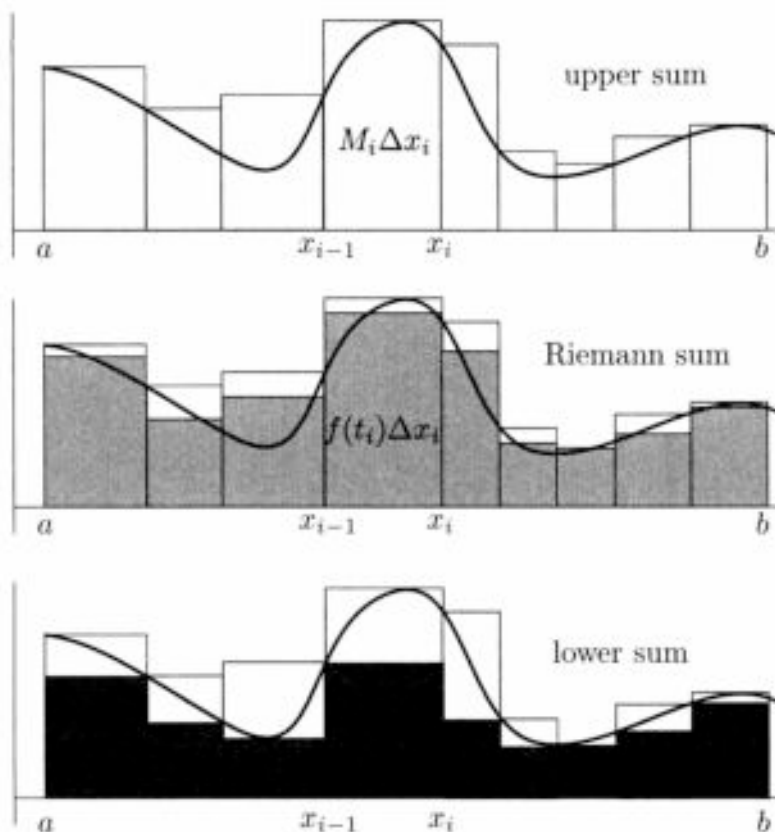 upper sum
M_i Δx_i
a x_{i−1} x_i b
Riemann sum
f(t_i)Δx_i
a x_{i−1} x_i b
lower sum
a x_{i−1} x_i b